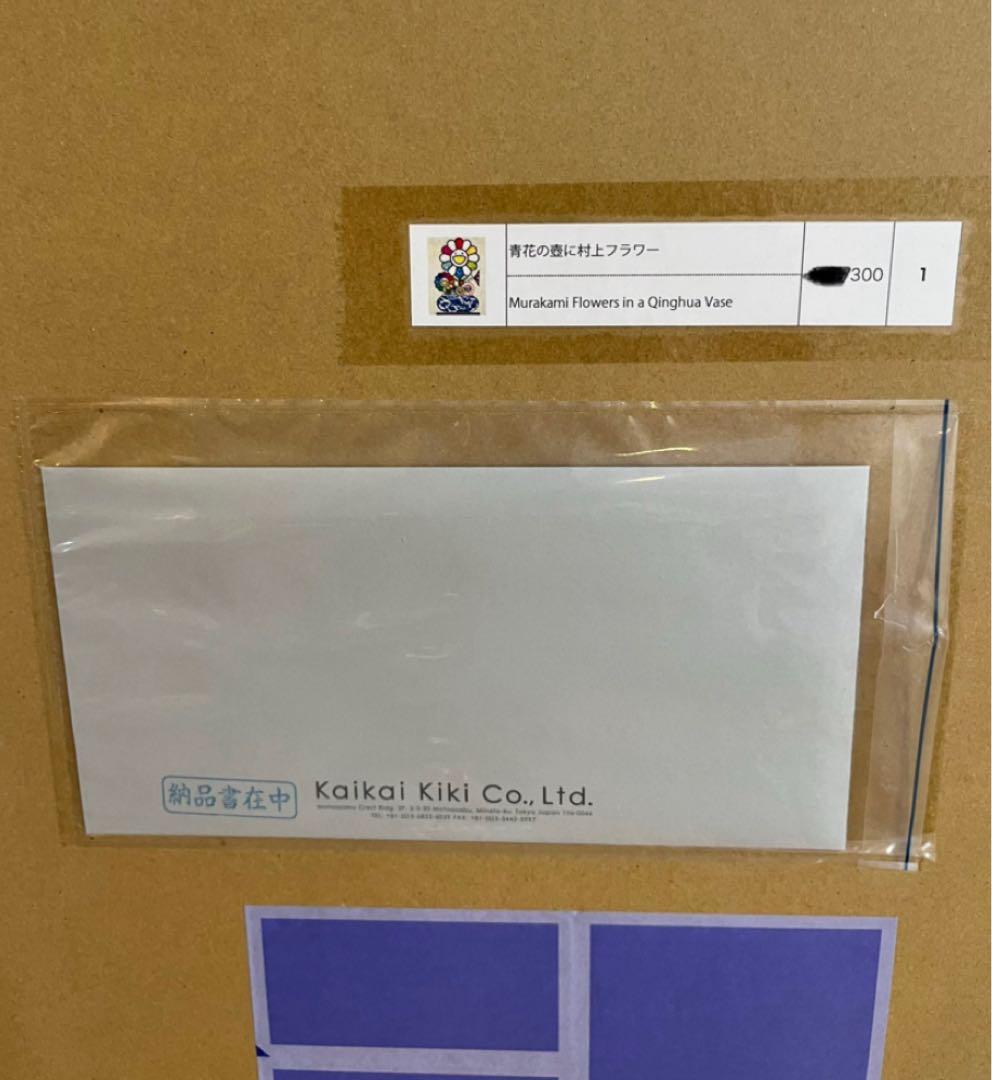 青花の壺に村上フラワー
Murakami Flowers in a Qinghua Vase
/300
1
納品書在中
Kaikai Kiki Co., Ltd.